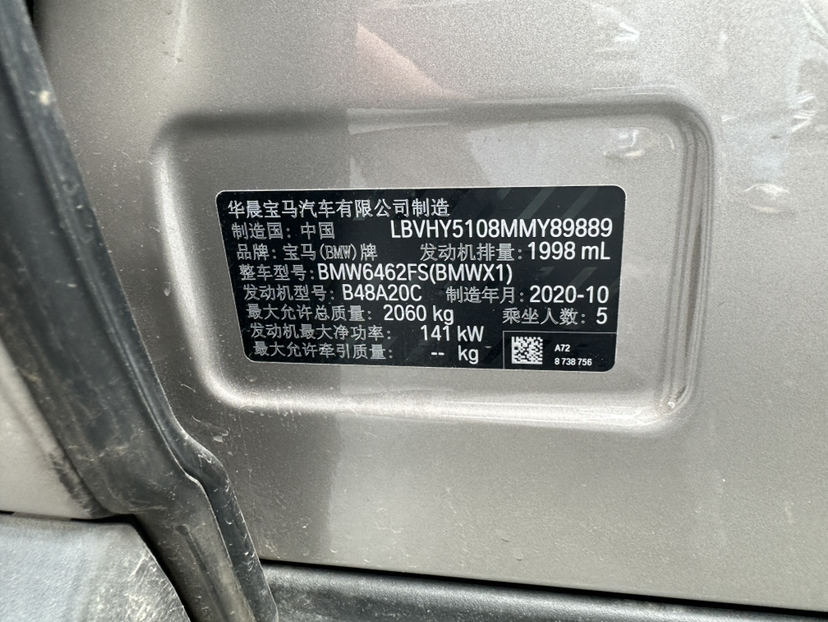 华晨宝马汽车有限公司制造
制造国: 中国 LBVHY5108MMY89889
品牌: 宝马(BMW)牌 发动机排量: 1998 mL
整车型号: BMW6462FS(BMWX1)
发动机型号: B48A20C 制造年月: 2020-10
最大允许总质量: 2060 kg 乘坐人数: 5
发动机最大净功率: 141 kW
最大允许牵引质量: -- kg
A72
8 738 756